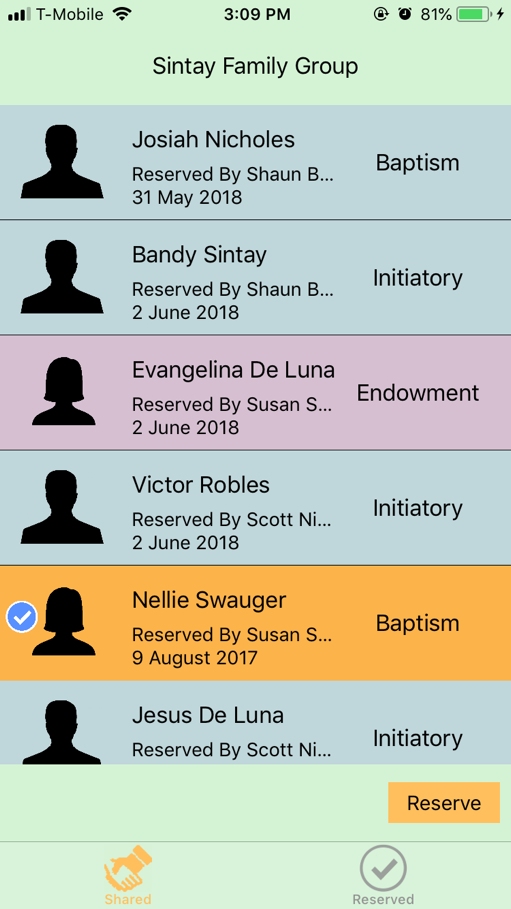 T-Mobile 3:09 PM 81%
Sintay Family Group
Josiah Nicholes
Reserved By Shaun B...
31 May 2018
Baptism
Bandy Sintay
Reserved By Shaun B...
2 June 2018
Initiatory
Evangelina De Luna
Reserved By Susan S...
2 June 2018
Endowment
Victor Robles
Reserved By Scott Ni...
2 June 2018
Initiatory
Nellie Swauger
Reserved By Susan S...
9 August 2017
Baptism
Jesus De Luna
Reserved By Scott Ni...
Initiatory
Reserve
Shared
Reserved